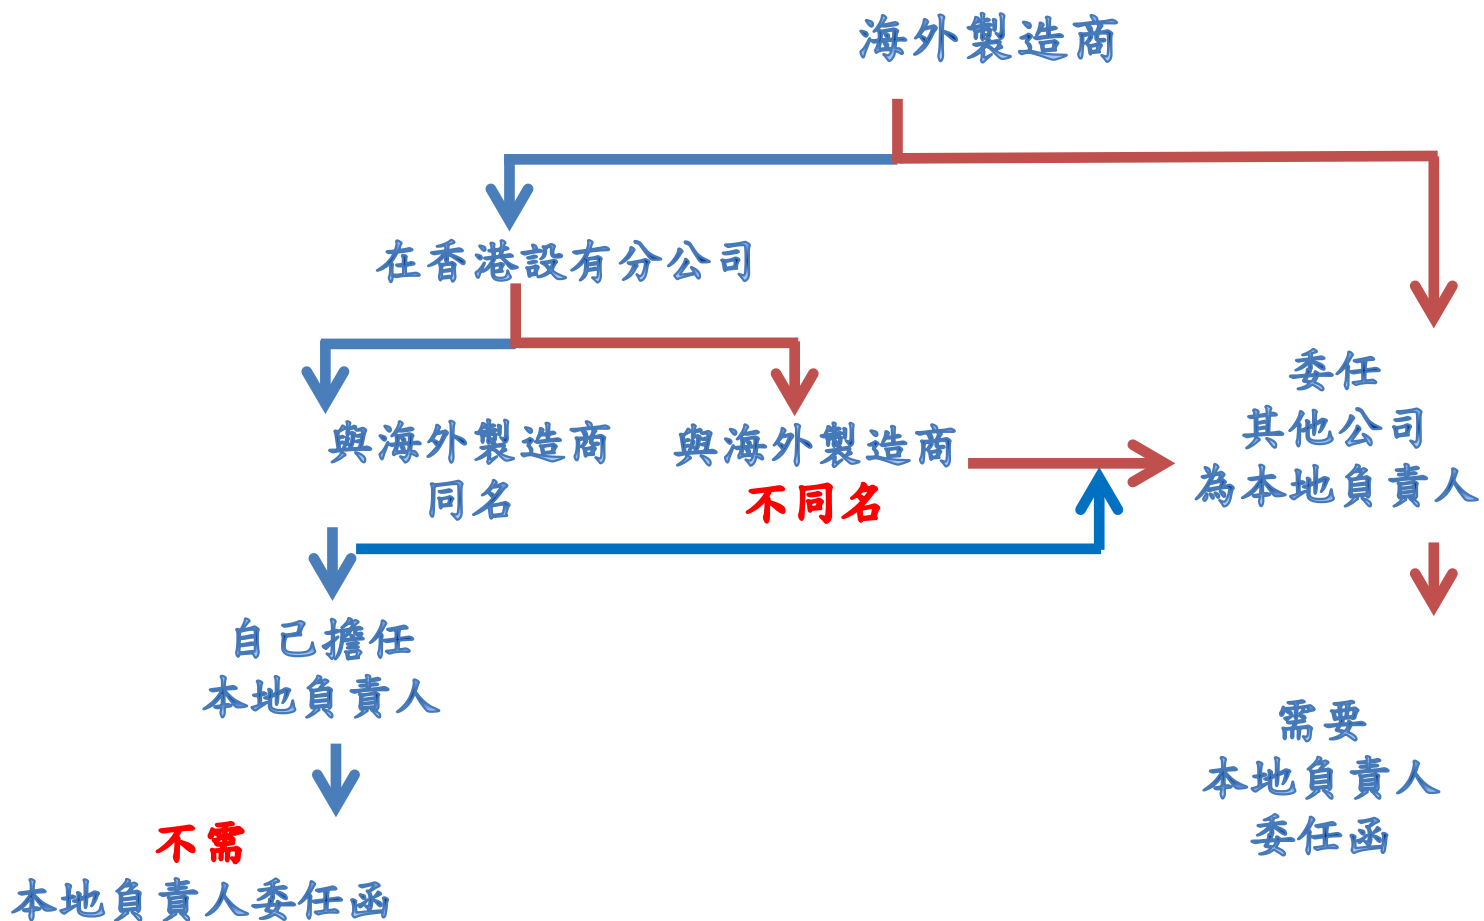 海外製造商
在香港設有分公司
與海外製造商
同名
與海外製造商
不同名
委任
其他公司
為本地負責人
自己擔任
本地負責人
需要
本地負責人
委任函
不需
本地負責人委任函